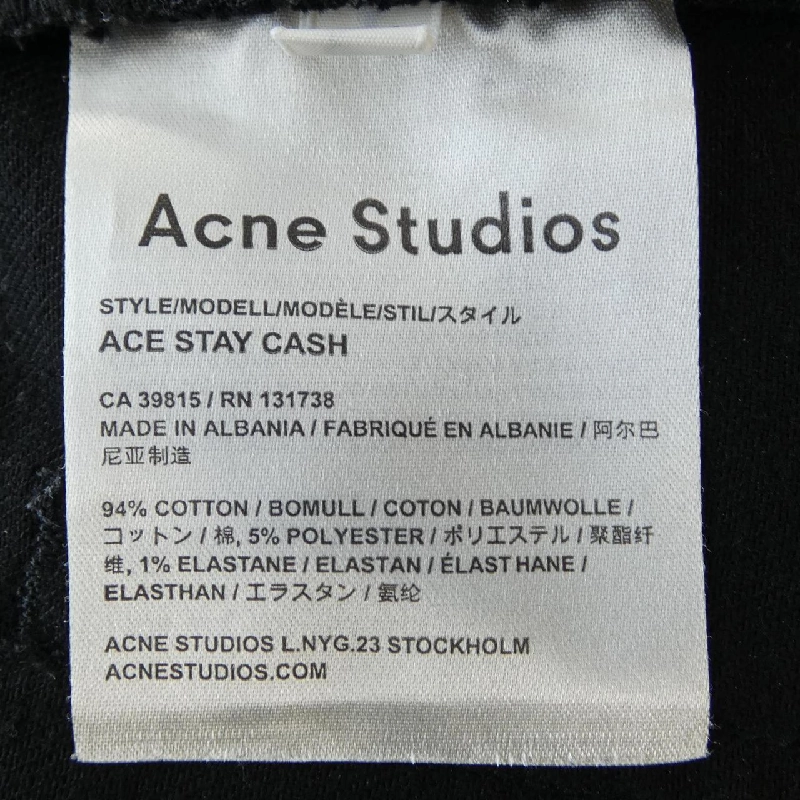 Acne Studios
STYLE/MODELL/MODÈLE/STIL/スタイル
ACE STAY CASH
CA 39815 / RN 131738
MADE IN ALBANIA / FABRIQUÉ EN ALBANIE / 阿尔巴
尼亚制造
94% COTTON / BOMULL / COTON / BAUMWOLLE /
コットン / 棉, 5% POLYESTER / ポリエステル / 聚酯纤
维, 1% ELASTANE / ELASTAN / ÉLASTHANE /
ELASTHAN / エラスタン / 氨纶
ACNE STUDIOS L.NYG.23 STOCKHOLM
ACNESTUDIOS.COM